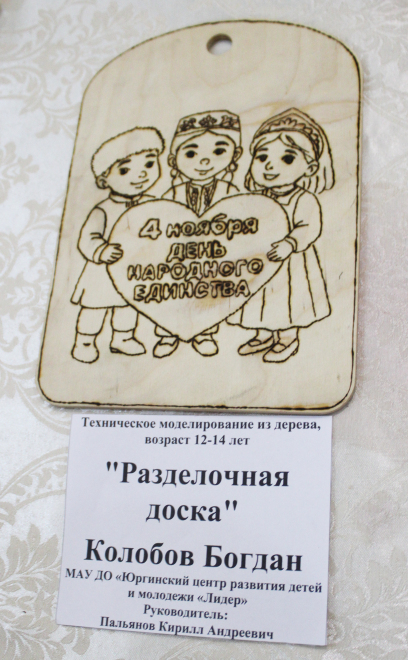 4 ноября
ДЕНЬ
НАРОДНОГО
ЕДИНСТВА
Техническое моделирование из дерева,
возраст 12-14 лет
"Разделочная
доска"
Колобов Богдан
МАУ ДО «Юргинский центр развития детей
и молодежи «Лидер»
Руководитель:
Пальянов Кирилл Андреевич